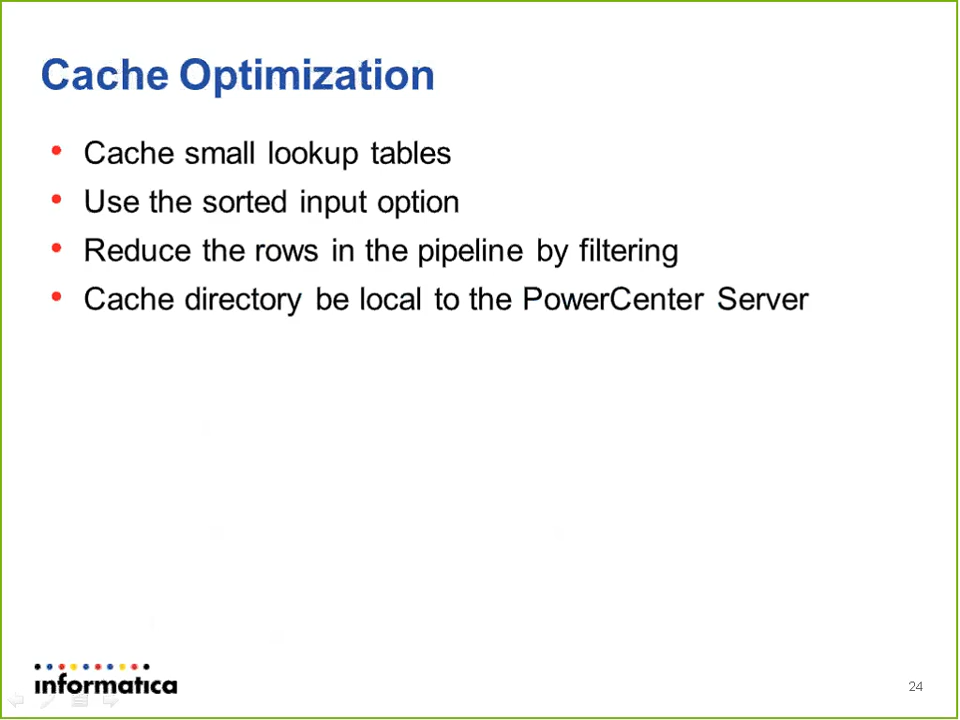 Cache Optimization
• Cache small lookup tables
• Use the sorted input option
• Reduce the rows in the pipeline by filtering
• Cache directory be local to the PowerCenter Server
informatica
24